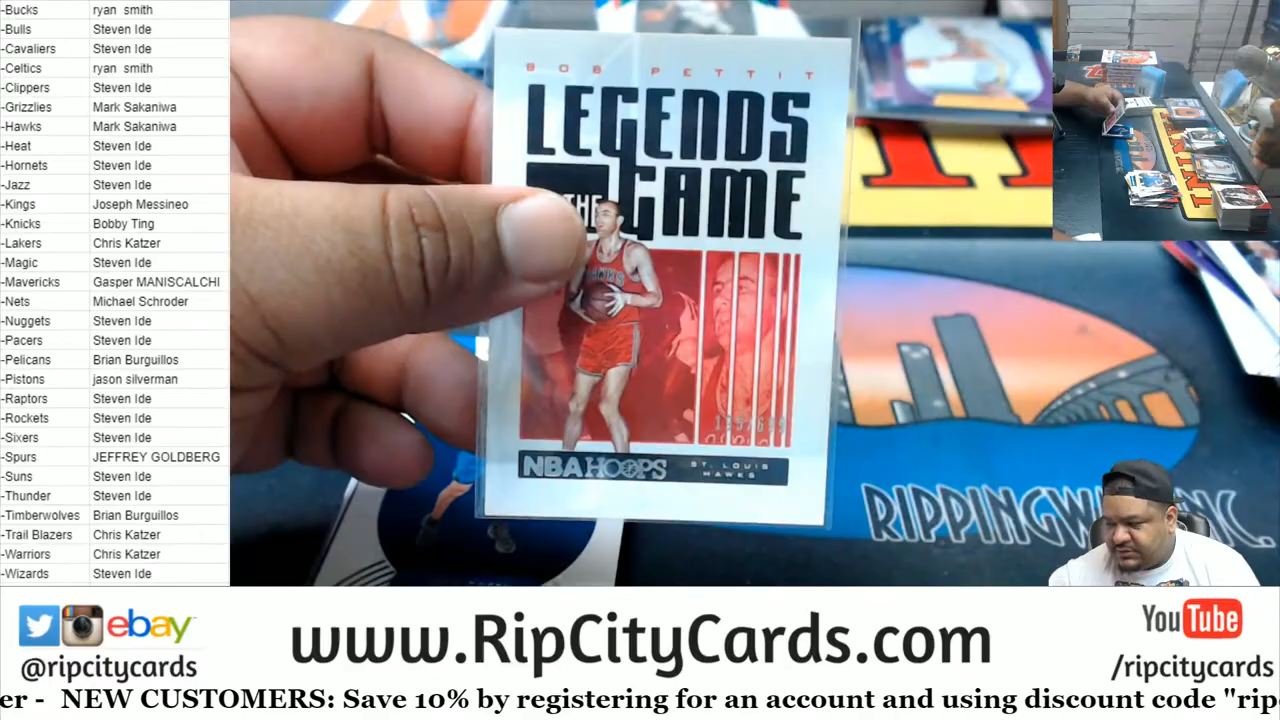 -Bucks ryan smith
-Bulls Steven Ide
-Cavaliers Steven Ide
-Celtics ryan smith
-Clippers Steven Ide
-Grizzlies Mark Sakaniwa
-Hawks Mark Sakaniwa
-Heat Steven Ide
-Hornets Steven Ide
-Jazz Steven Ide
-Kings Joseph Messineo
-Knicks Bobby Ting
-Lakers Chris Katzer
-Magic Steven Ide
-Mavericks Gasper MANISCALCHI
-Nets Michael Schroder
-Nuggets Steven Ide
-Pacers Steven Ide
-Pelicans Brian Burguillos
-Pistons jason silverman
-Raptors Steven Ide
-Rockets Steven Ide
-Sixers Steven Ide
-Spurs JEFFREY GOLDBERG
-Suns Steven Ide
-Thunder Steven Ide
-Timberwolves Brian Burguillos
-Trail Blazers Chris Katzer
-Warriors Chris Katzer
-Wizards Steven Ide
BOB PETTIT
LEGENDS
THE GAME
HAWKS
NBA HOOPS
ST. LOUIS
HAWKS
ebay
@ripcitycards
www.RipCityCards.com
YouTube
/ripcitycards
er - NEW CUSTOMERS: Save 10% by registering for an account and using discount code "rip